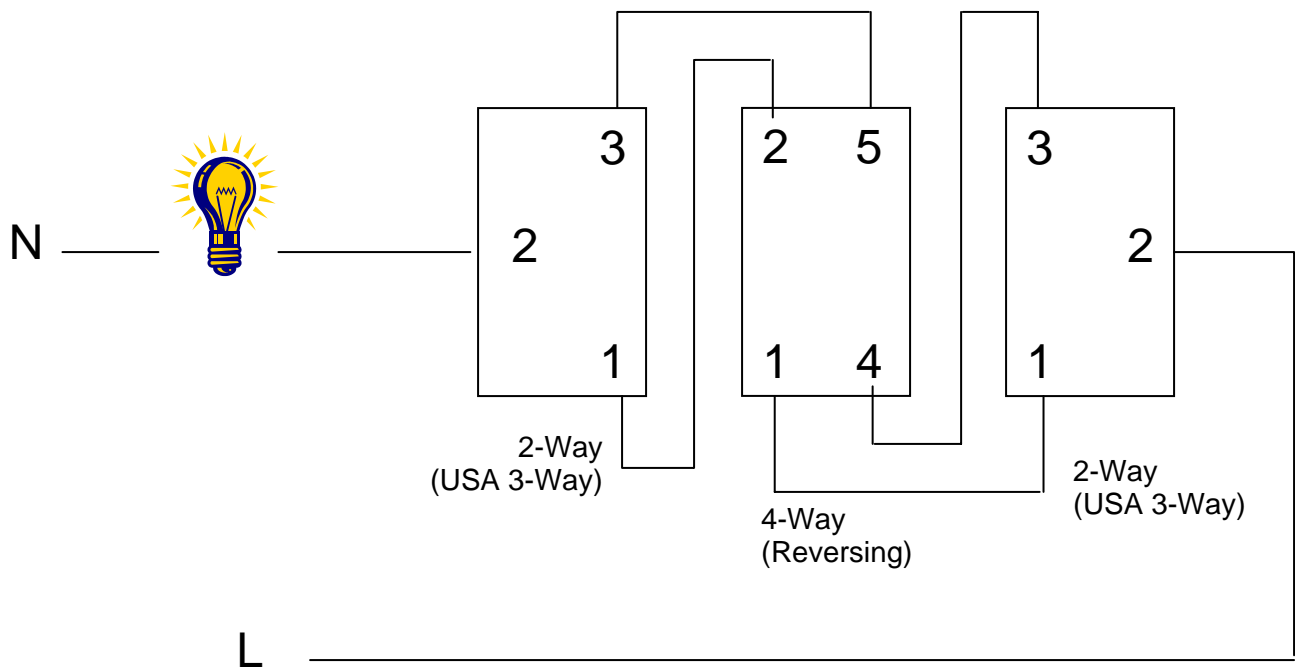 3
2 5
3
N
2
2
1
1 4
1
2-Way
(USA 3-Way)
4-Way
(Reversing)
2-Way
(USA 3-Way)
L